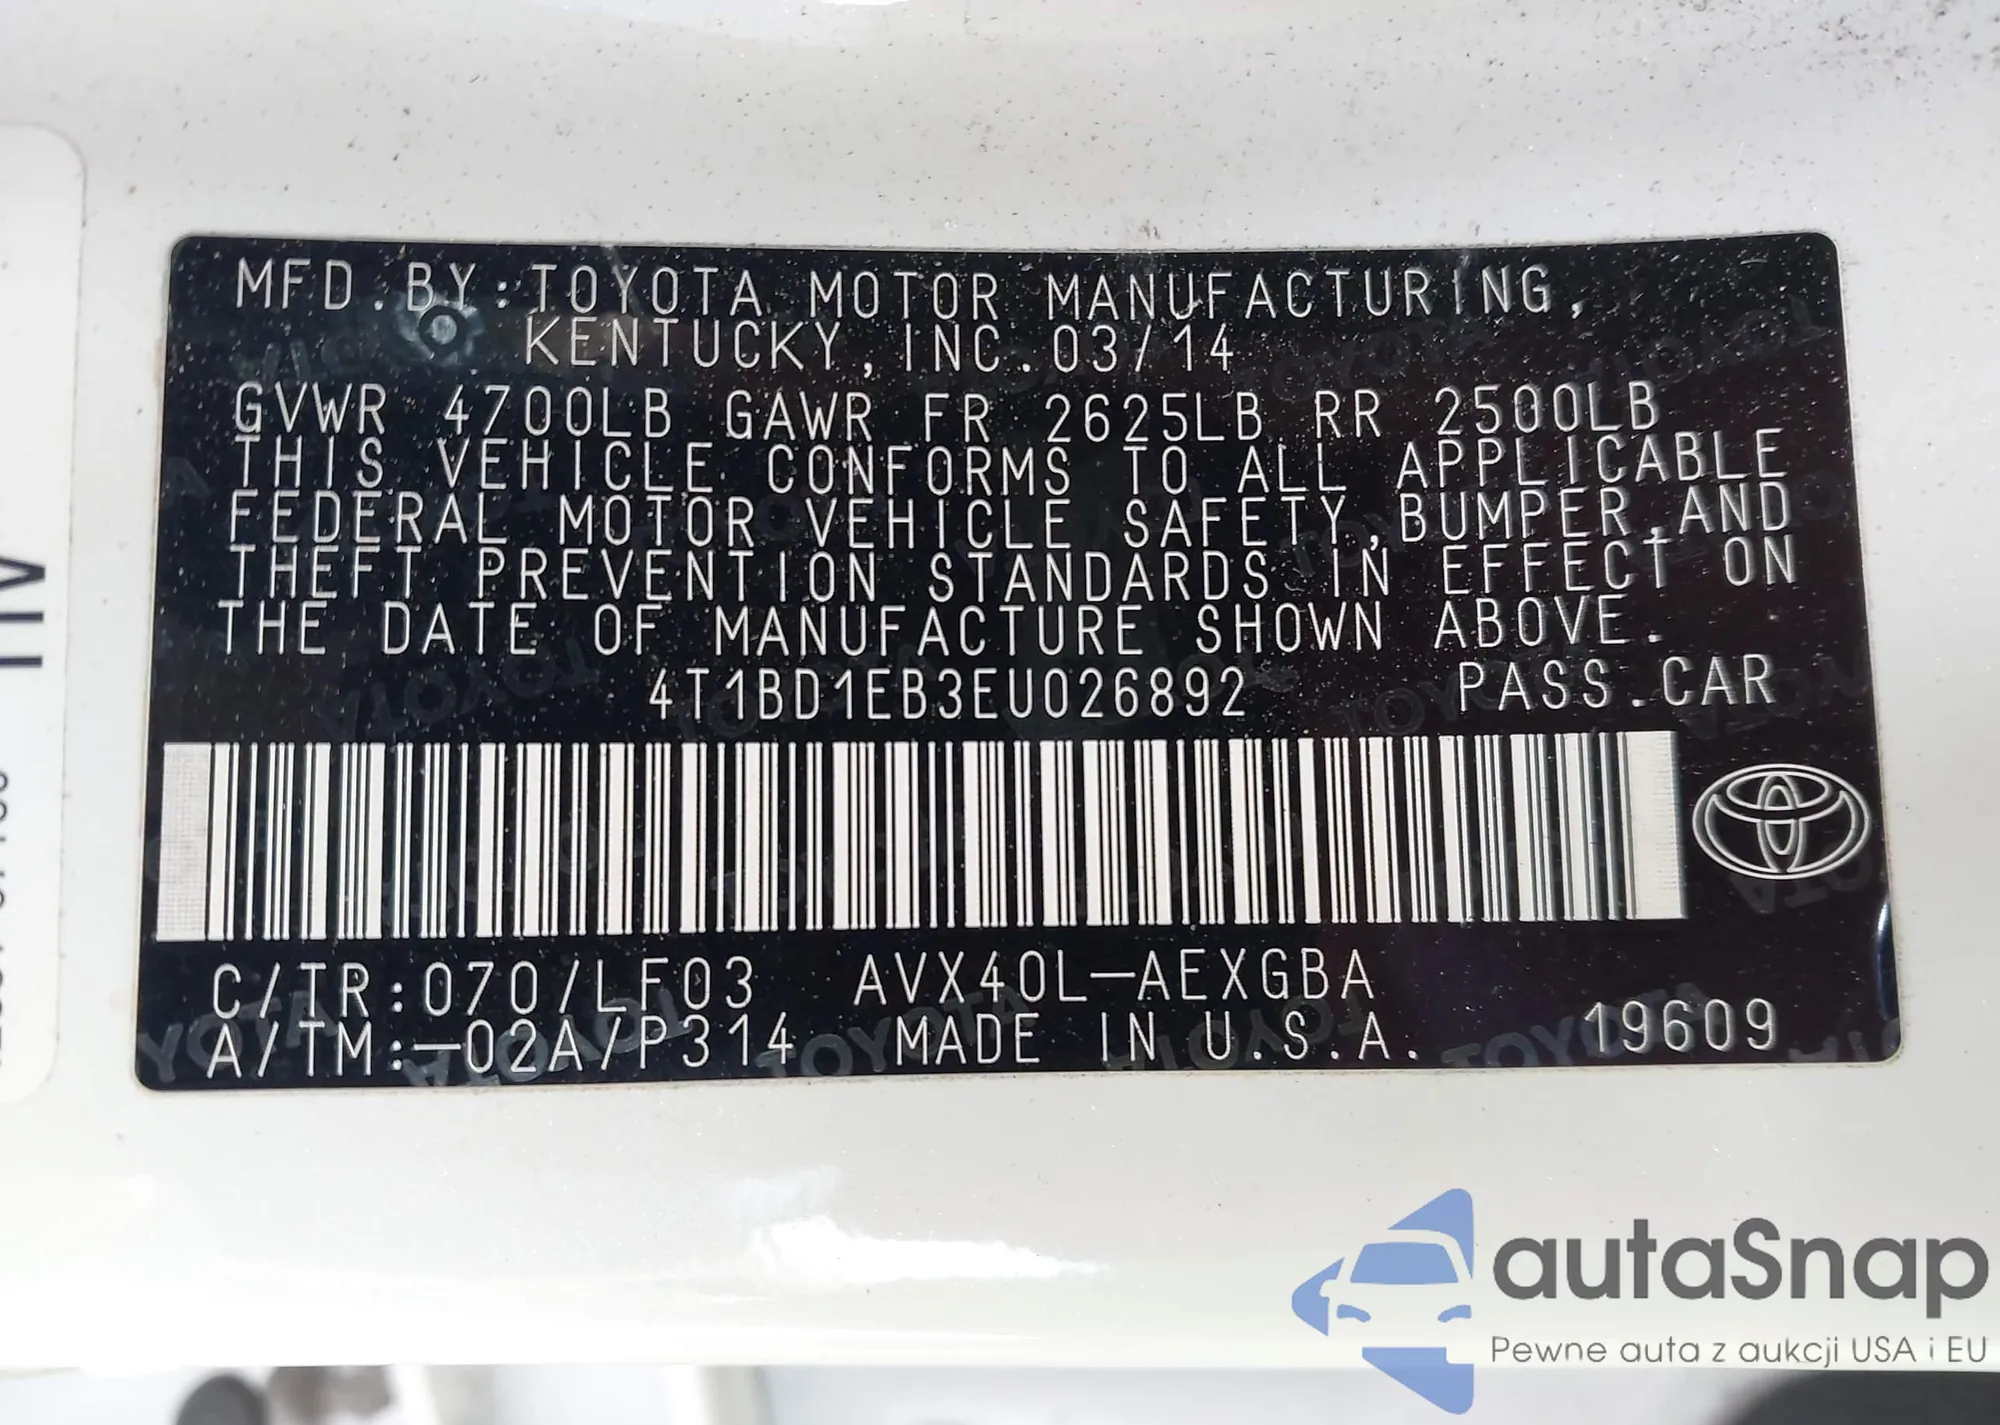 MFD.BY:TOYOTA MOTOR MANUFACTURING,
KENTUCKY,INC.03/14
GVWR 4700LB GAWR FR 2625LB RR 2500LB
THIS VEHICLE CONFORMS TO ALL APPLICABLE
FEDERAL MOTOR VEHICLE SAFETY,BUMPER,AND
THEFT PREVENTION STANDARDS IN EFFECT ON
THE DATE OF MANUFACTURE SHOWN ABOVE.
4T1BD1EB3EU026892 PASS.CAR
C/TR:070/LF03 AVX40L-AEXGBA
A/TM:-02A/P314 MADE IN U.S.A. 19609
autaSnap
Pewne auta z aukcji USA i EU